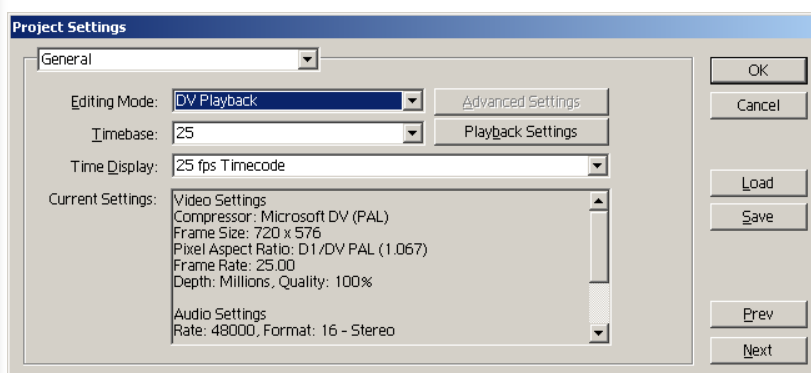 Project Settings
General
OK
Editing Mode: DV Playback Advanced Settings
Cancel
Timebase: 25 Playback Settings
Time Display: 25 fps Timecode
Load
Current Settings: Video Settings
Compressor: Microsoft DV (PAL)
Save
Frame Size: 720 x 576
Pixel Aspect Ratio: D1/DV PAL (1.067)
Frame Rate: 25.00
Depth: Millions, Quality: 100%
Audio Settings
Prev
Rate: 48000, Format: 16 - Stereo
Next